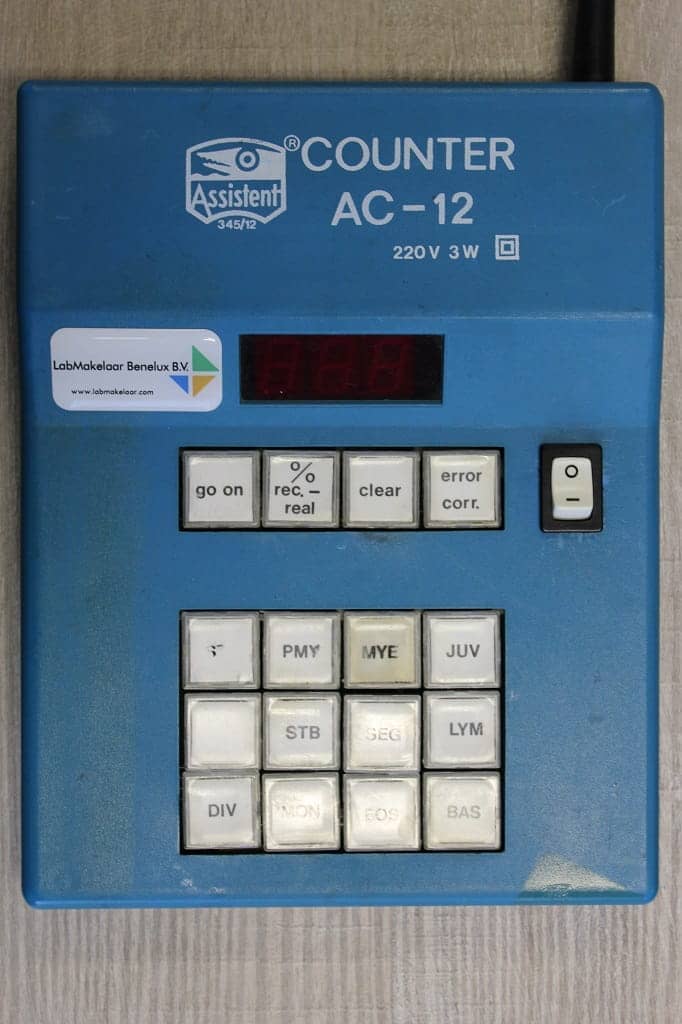 ® COUNTER
Assistent
AC-12
345/12
220V 3W
LabMakelaar Benelux B.V.
www.labmakelaar.com
go on
%
rec. –
real
clear
error
corr.
O
–
PMY
MYE
JUV
STB
SEG
LYM
DIV
MON
EOS
BAS